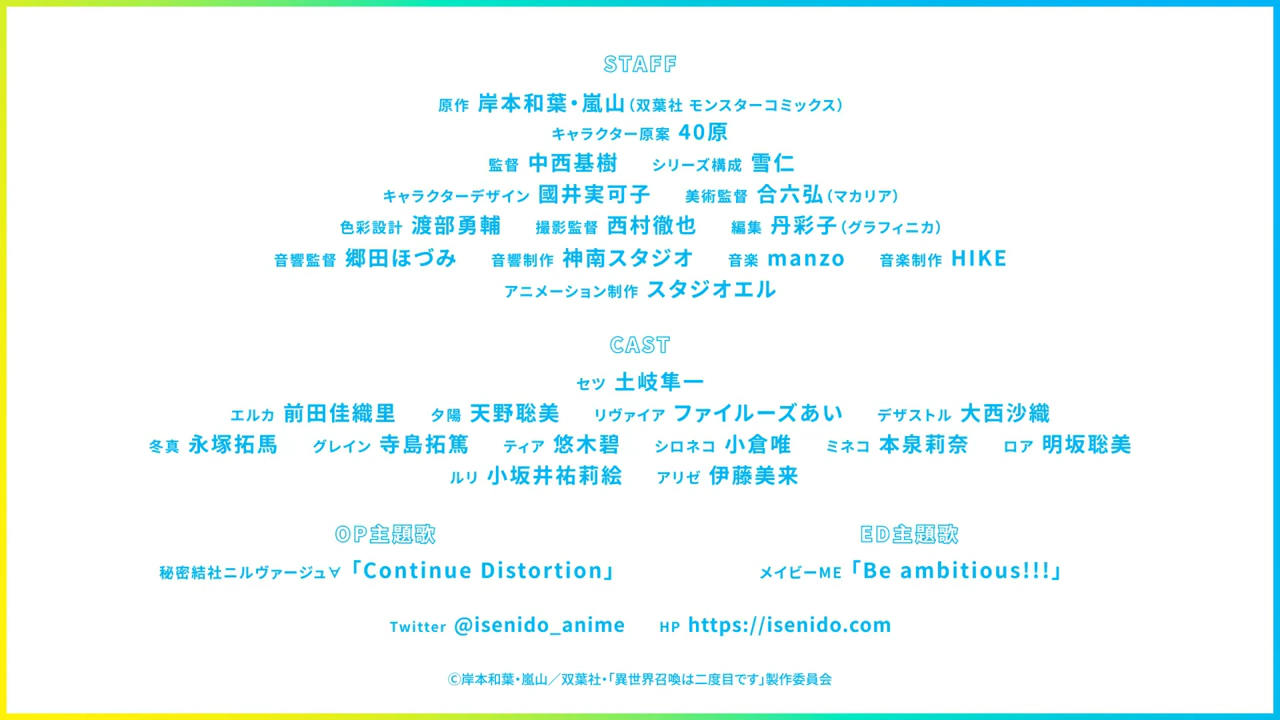 STAFF
原作 岸本和葉・嵐山(双葉社 モンスターコミックス)
キャラクター原案 40原
監督 中西基樹 シリーズ構成 雪仁
キャラクターデザイン 國井実可子 美術監督 合六弘(マカリア)
色彩設計 渡部勇輔 撮影監督 西村徹也 編集 丹彩子(グラフィニカ)
音響監督 郷田ほづみ 音響制作 神南スタジオ 音楽 manzo 音楽制作 HIKE
アニメーション制作 スタジオエル
CAST
セツ 土岐隼一
エルカ 前田佳織里 夕陽 天野聡美 リヴァイア ファイルーズあい デザストル 大西沙織
冬真 永塚拓馬 グレイン 寺島拓篤 ティア 悠木碧 シロネコ 小倉唯 ミネコ 本泉莉奈 ロア 明坂聡美
ルリ 小坂井祐莉絵 アリゼ 伊藤美来
OP主題歌
秘密結社ニルヴァージュ∀「Continue Distortion」
ED主題歌
メイビーME「Be ambitious!!!」
Twitter @isenido_anime HP https://isenido.com
©岸本和葉・嵐山／双葉社・「異世界召喚は二度目です」製作委員会